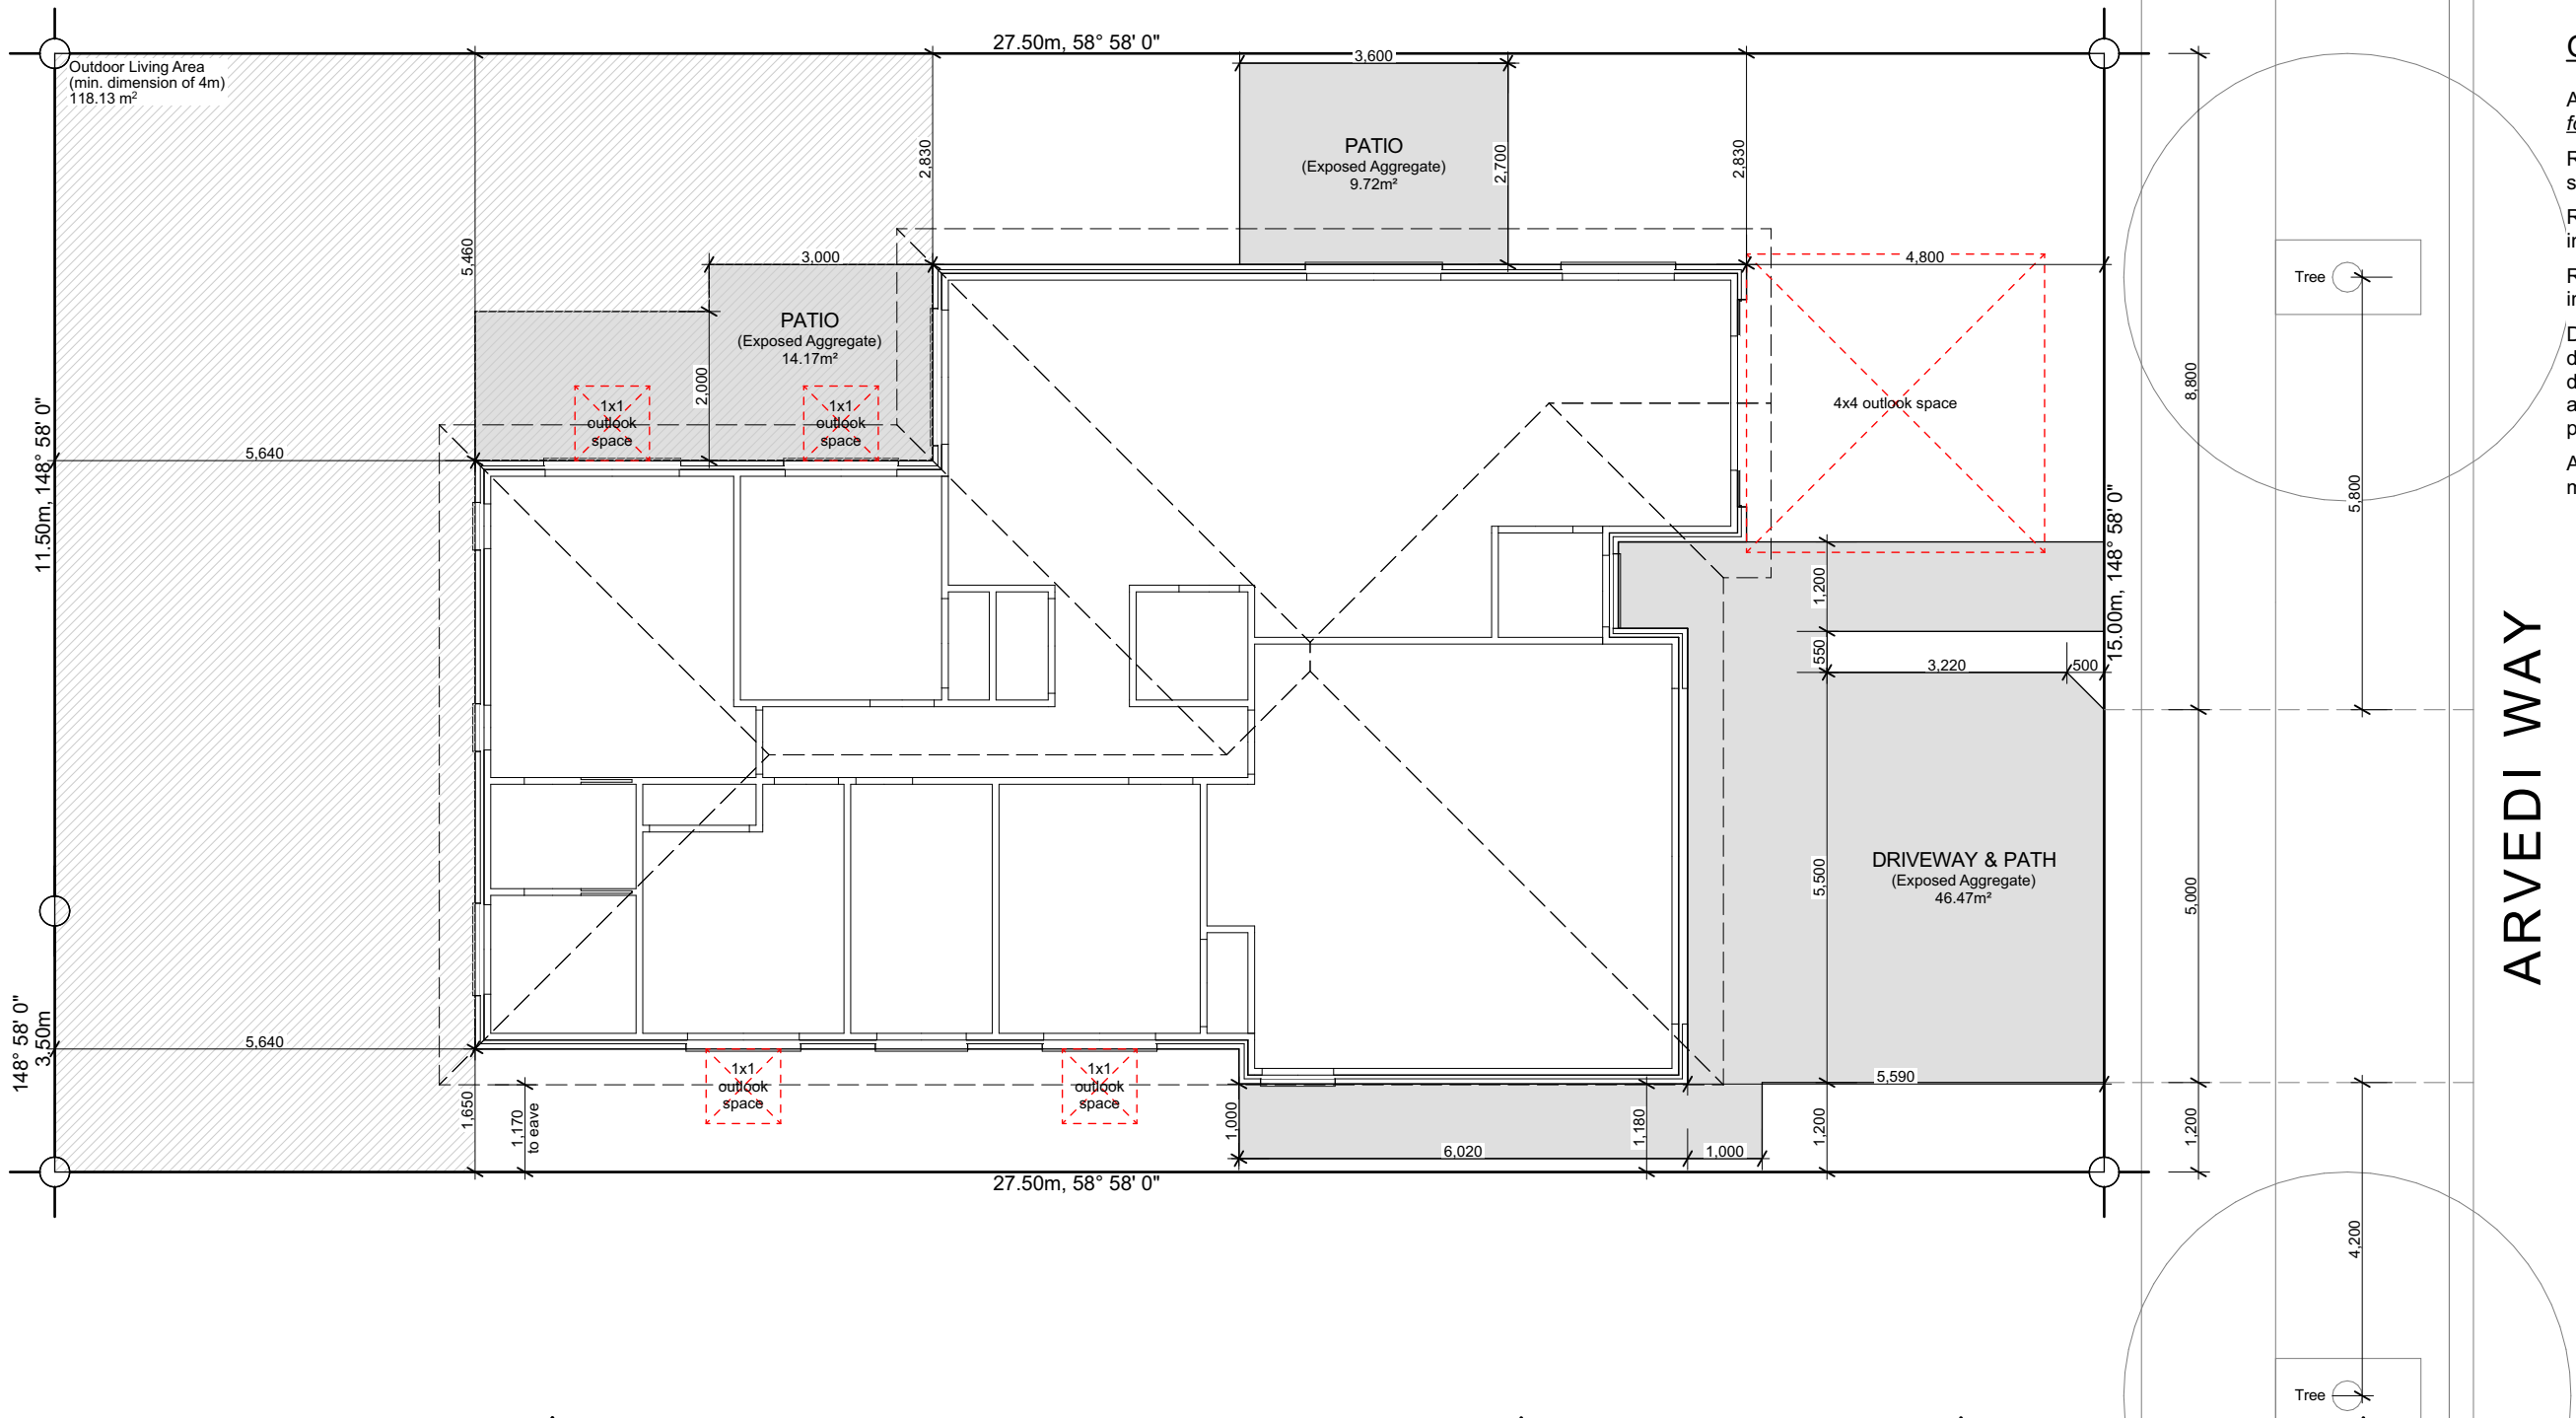 27.50m, 58° 58' 0"
Outdoor Living Area
(min. dimension of 4m)
118.13 m²
3,600
PATIO
(Exposed Aggregate)
9.72m²
2,830
2,700
2,830
5,460
3,000
4,800
PATIO
(Exposed Aggregate)
14.17m²
2,000
1x1
outlook
space
1x1
outlook
space
4x4 outlook space
5,640
11.50m, 148° 58' 0"
15.00m, 148° 58' 0"
1,200
550
3,220
500
5,500
DRIVEWAY & PATH
(Exposed Aggregate)
46.47m²
148° 58' 0"
3.50m
5,640
1x1
outlook
space
1x1
outlook
space
5,590
1,650
1,170
to eave
1,000
6,020
1,180
1,000
1,200
27.50m, 58° 58' 0"
8,800
5,000
1,200
Tree
5,800
4,200
Tree
ARVEDI WAY